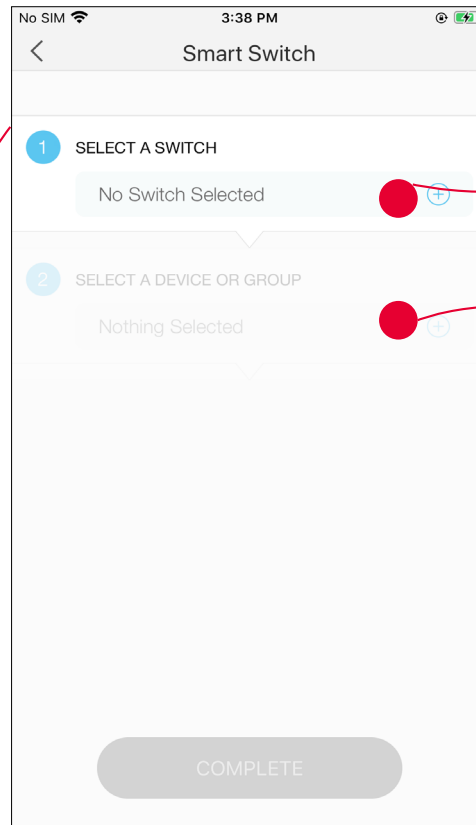 No SIM 3:38 PM
Smart Switch
1 SELECT A SWITCH
No Switch Selected
2 SELECT A DEVICE OR GROUP
Nothing Selected
COMPLETE